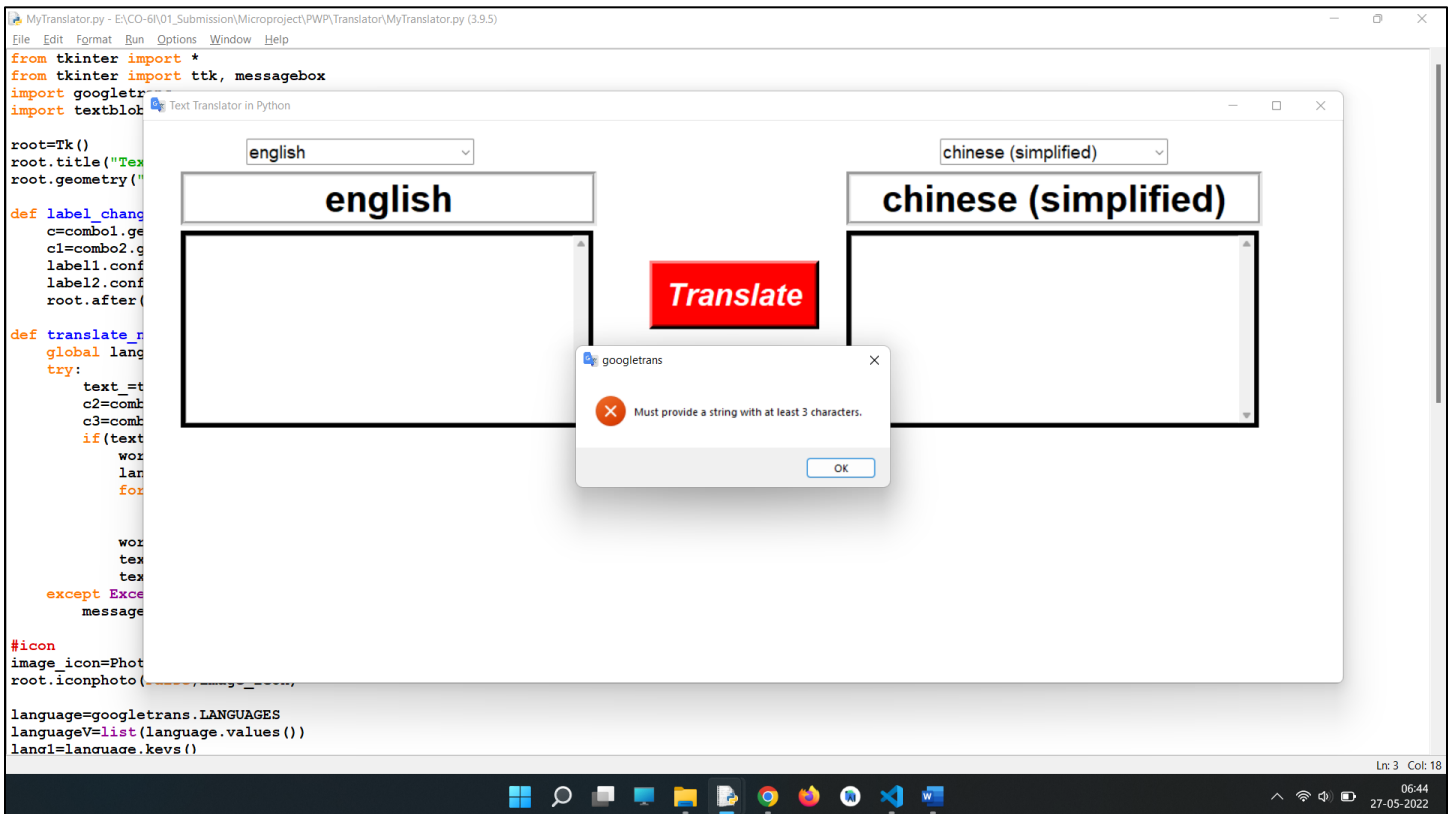 MyTranslator.py - E:\CO-6I\01_Submission\Microproject\PWP\Translator\MyTranslator.py (3.9.5)
File Edit Format Run Options Window Help
from tkinter import *
from tkinter import ttk, messagebox
import googletrans
import textblob
Text Translator in Python
root=Tk()
root.title("Tex
root.geometry("
def label_chang
c=combo1.ge
c1=combo2.g
label1.conf
label2.conf
root.after(
def translate_n
global lang
try:
text_=t
c2=comb
c3=comb
if(text
wor
lan
for
wor
tex
tex
except Exce
message
#icon
image_icon=Phot
root.iconphoto(False,image_icon)
language=googletrans.LANGUAGES
languageV=list(language.values())
lang1=language.keys()
english
chinese (simplified)
english
chinese (simplified)
Translate
googletrans
Must provide a string with at least 3 characters.
OK
Ln: 3 Col: 18
06:44
27-05-2022